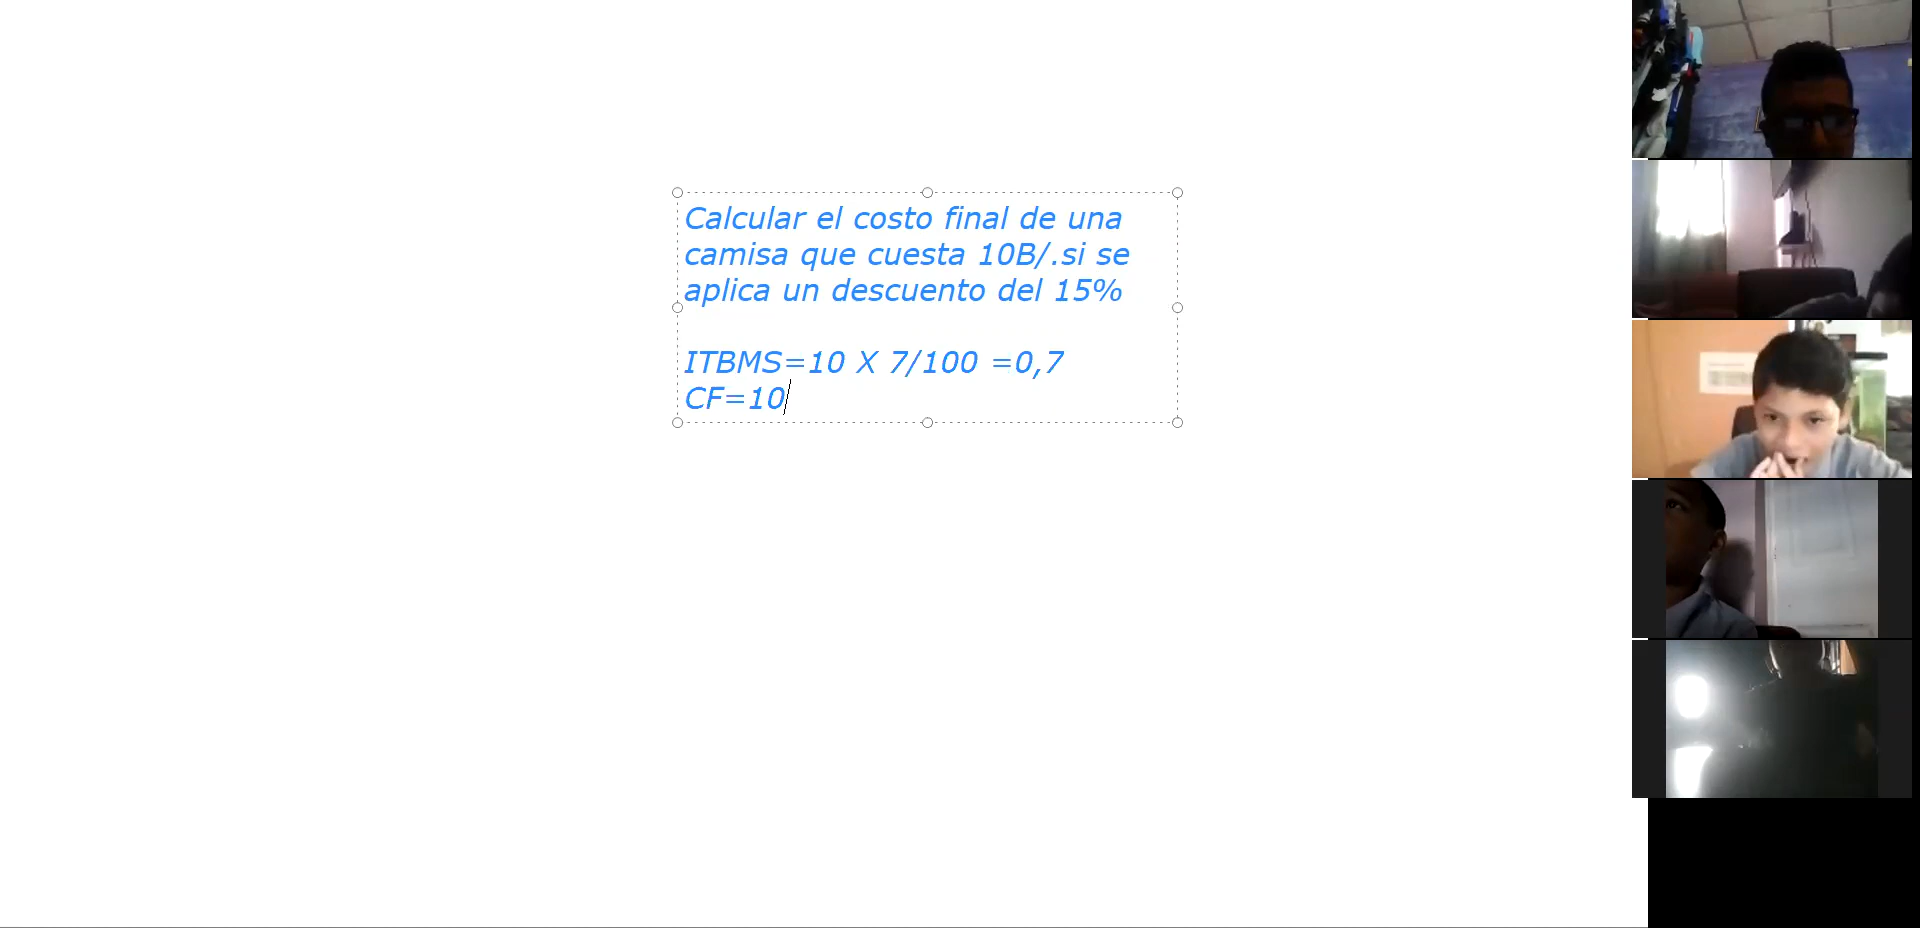 Calcular el costo final de una
camisa que cuesta 10B/.si se
aplica un descuento del 15%
ITBMS=10 X 7/100 =0,7
CF=10